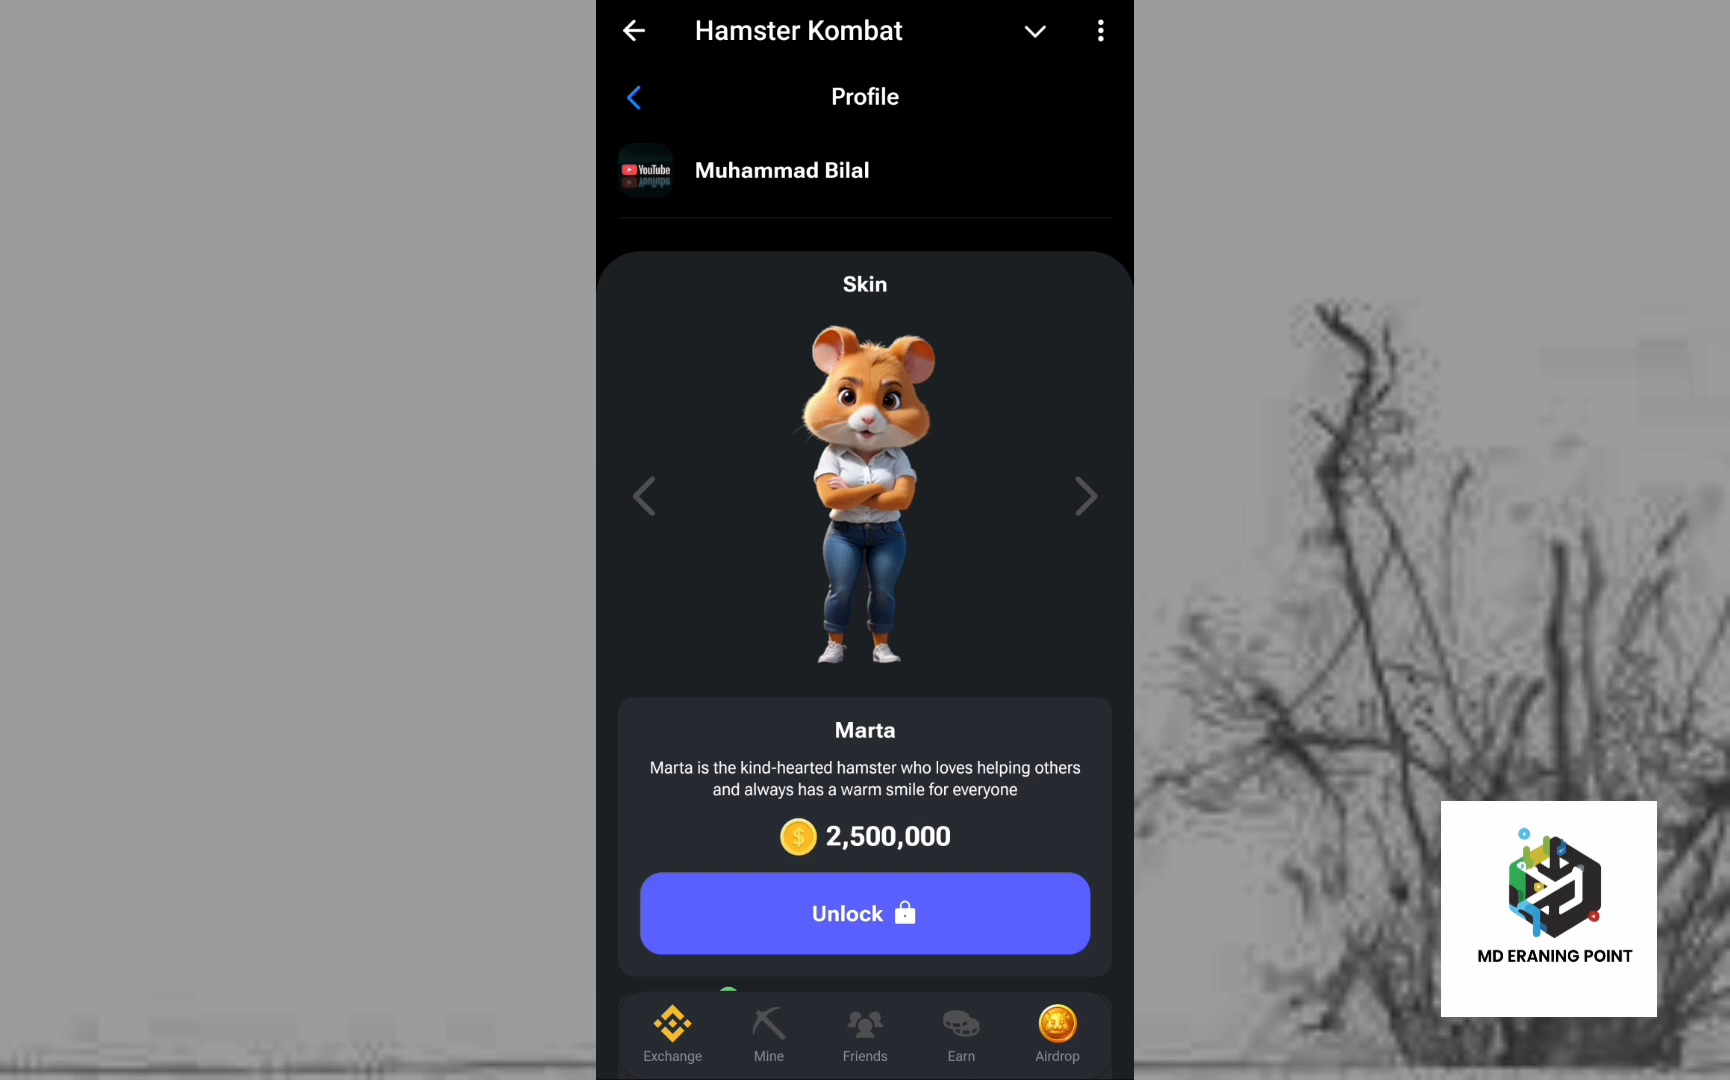 Hamster Kombat
Profile
YouTube
Muhammad Bilal
Skin
Marta
Marta is the kind-hearted hamster who loves helping others
and always has a warm smile for everyone
2,500,000
Unlock
Exchange
Mine
Friends
Earn
Airdrop
MD ERANING POINT